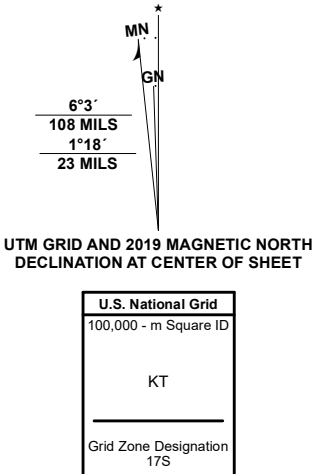 MN
GN
6°3´
108 MILS
1°18´
23 MILS
UTM GRID AND 2019 MAGNETIC NORTH
DECLINATION AT CENTER OF SHEET
U.S. National Grid
100,000 - m Square ID
KT
Grid Zone Designation
17S